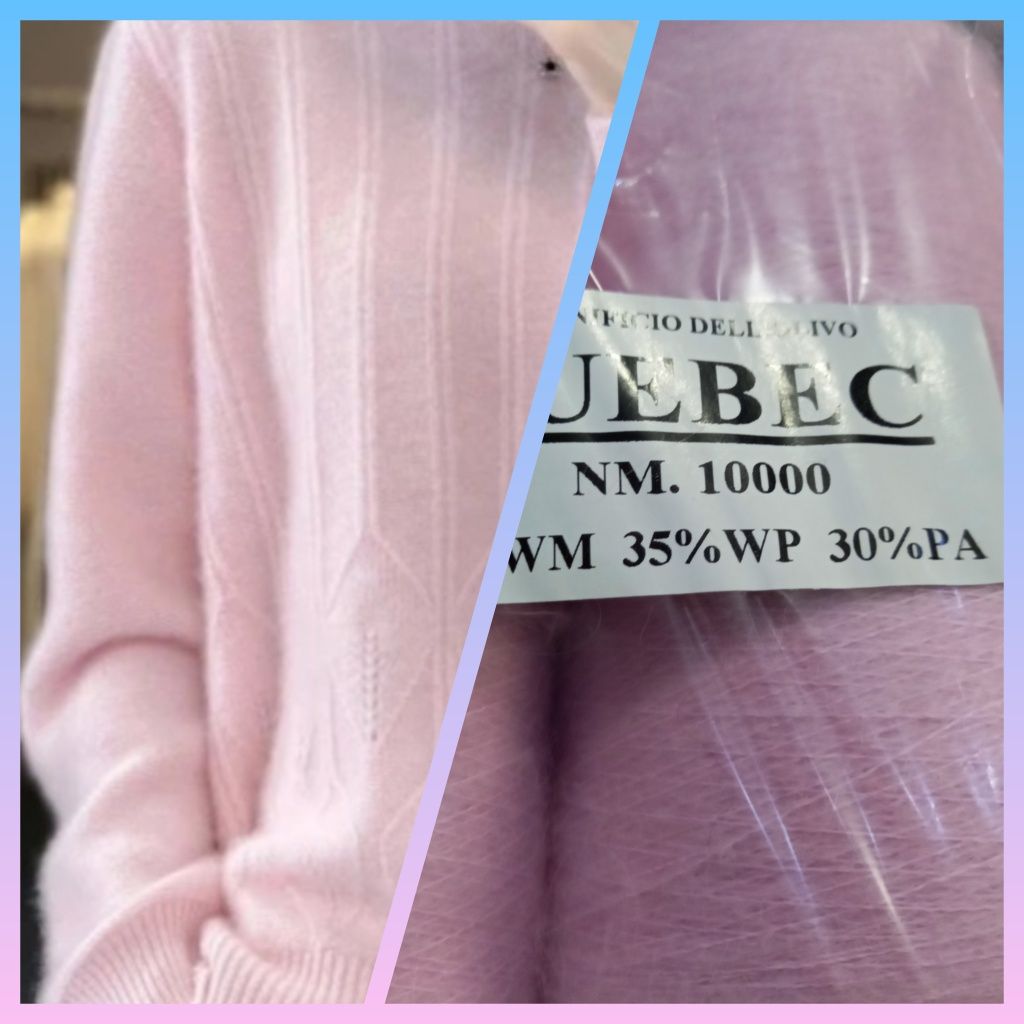 NIFICIO DELL'OLIVO
UEBEC
NM. 10000
WM 35%WP 30%PA